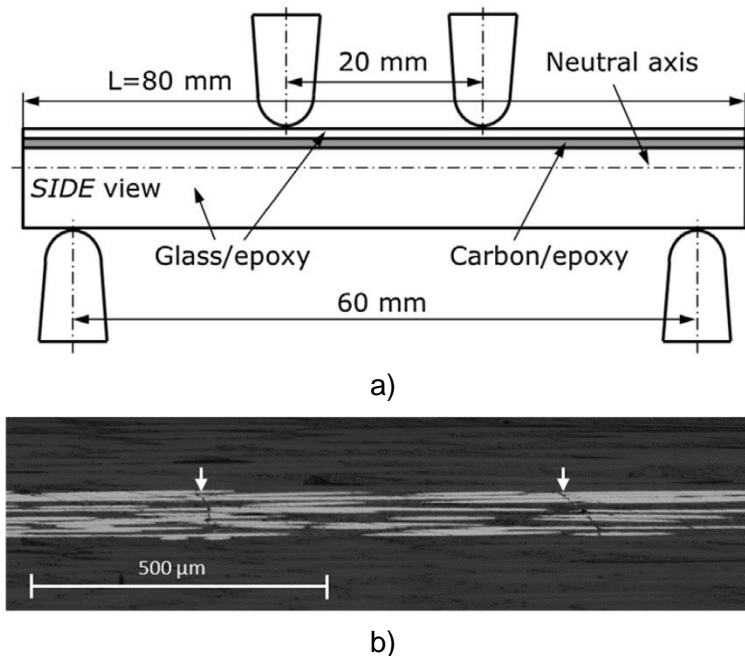 L=80 mm
20 mm
Neutral axis
SIDE view
Glass/epoxy
Carbon/epoxy
60 mm
a)
500 µm
b)